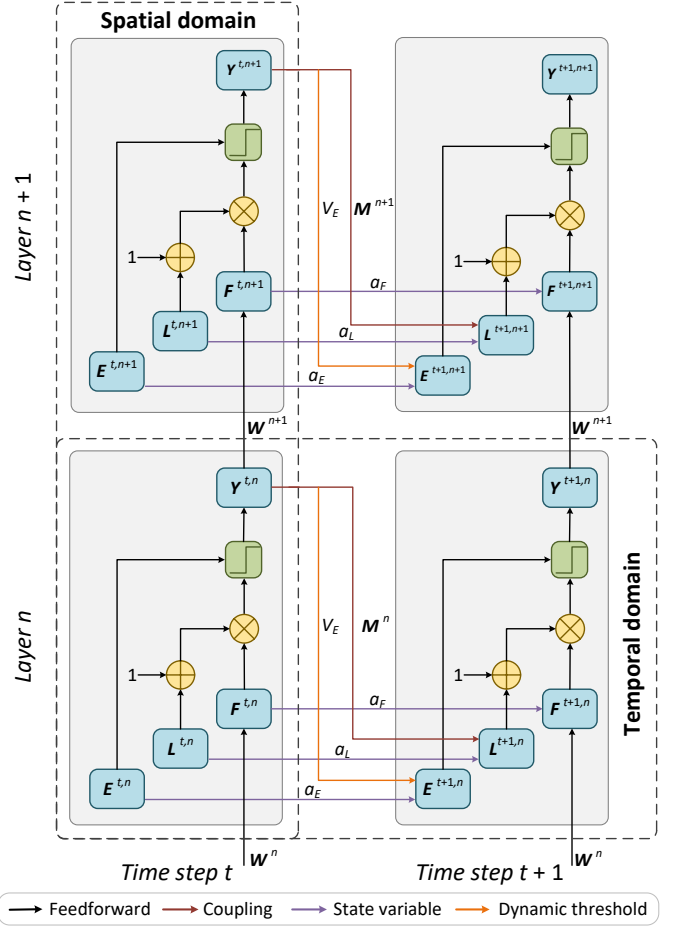 Spatial domain
Y t,n+1
Y t+1,n+1
Layer n + 1
V_E
M n+1
1
1
F t,n+1
a_F
F t+1,n+1
L t,n+1
a_L
L t+1,n+1
E t,n+1
a_E
E t+1,n+1
W n+1
W n+1
Y t,n
Y t+1,n
Temporal domain
Layer n
V_E
M n
1
1
F t,n
a_F
F t+1,n
L t,n
a_L
L t+1,n
E t,n
a_E
E t+1,n
W n
W n
Time step t
Time step t + 1
Feedforward
Coupling
State variable
Dynamic threshold